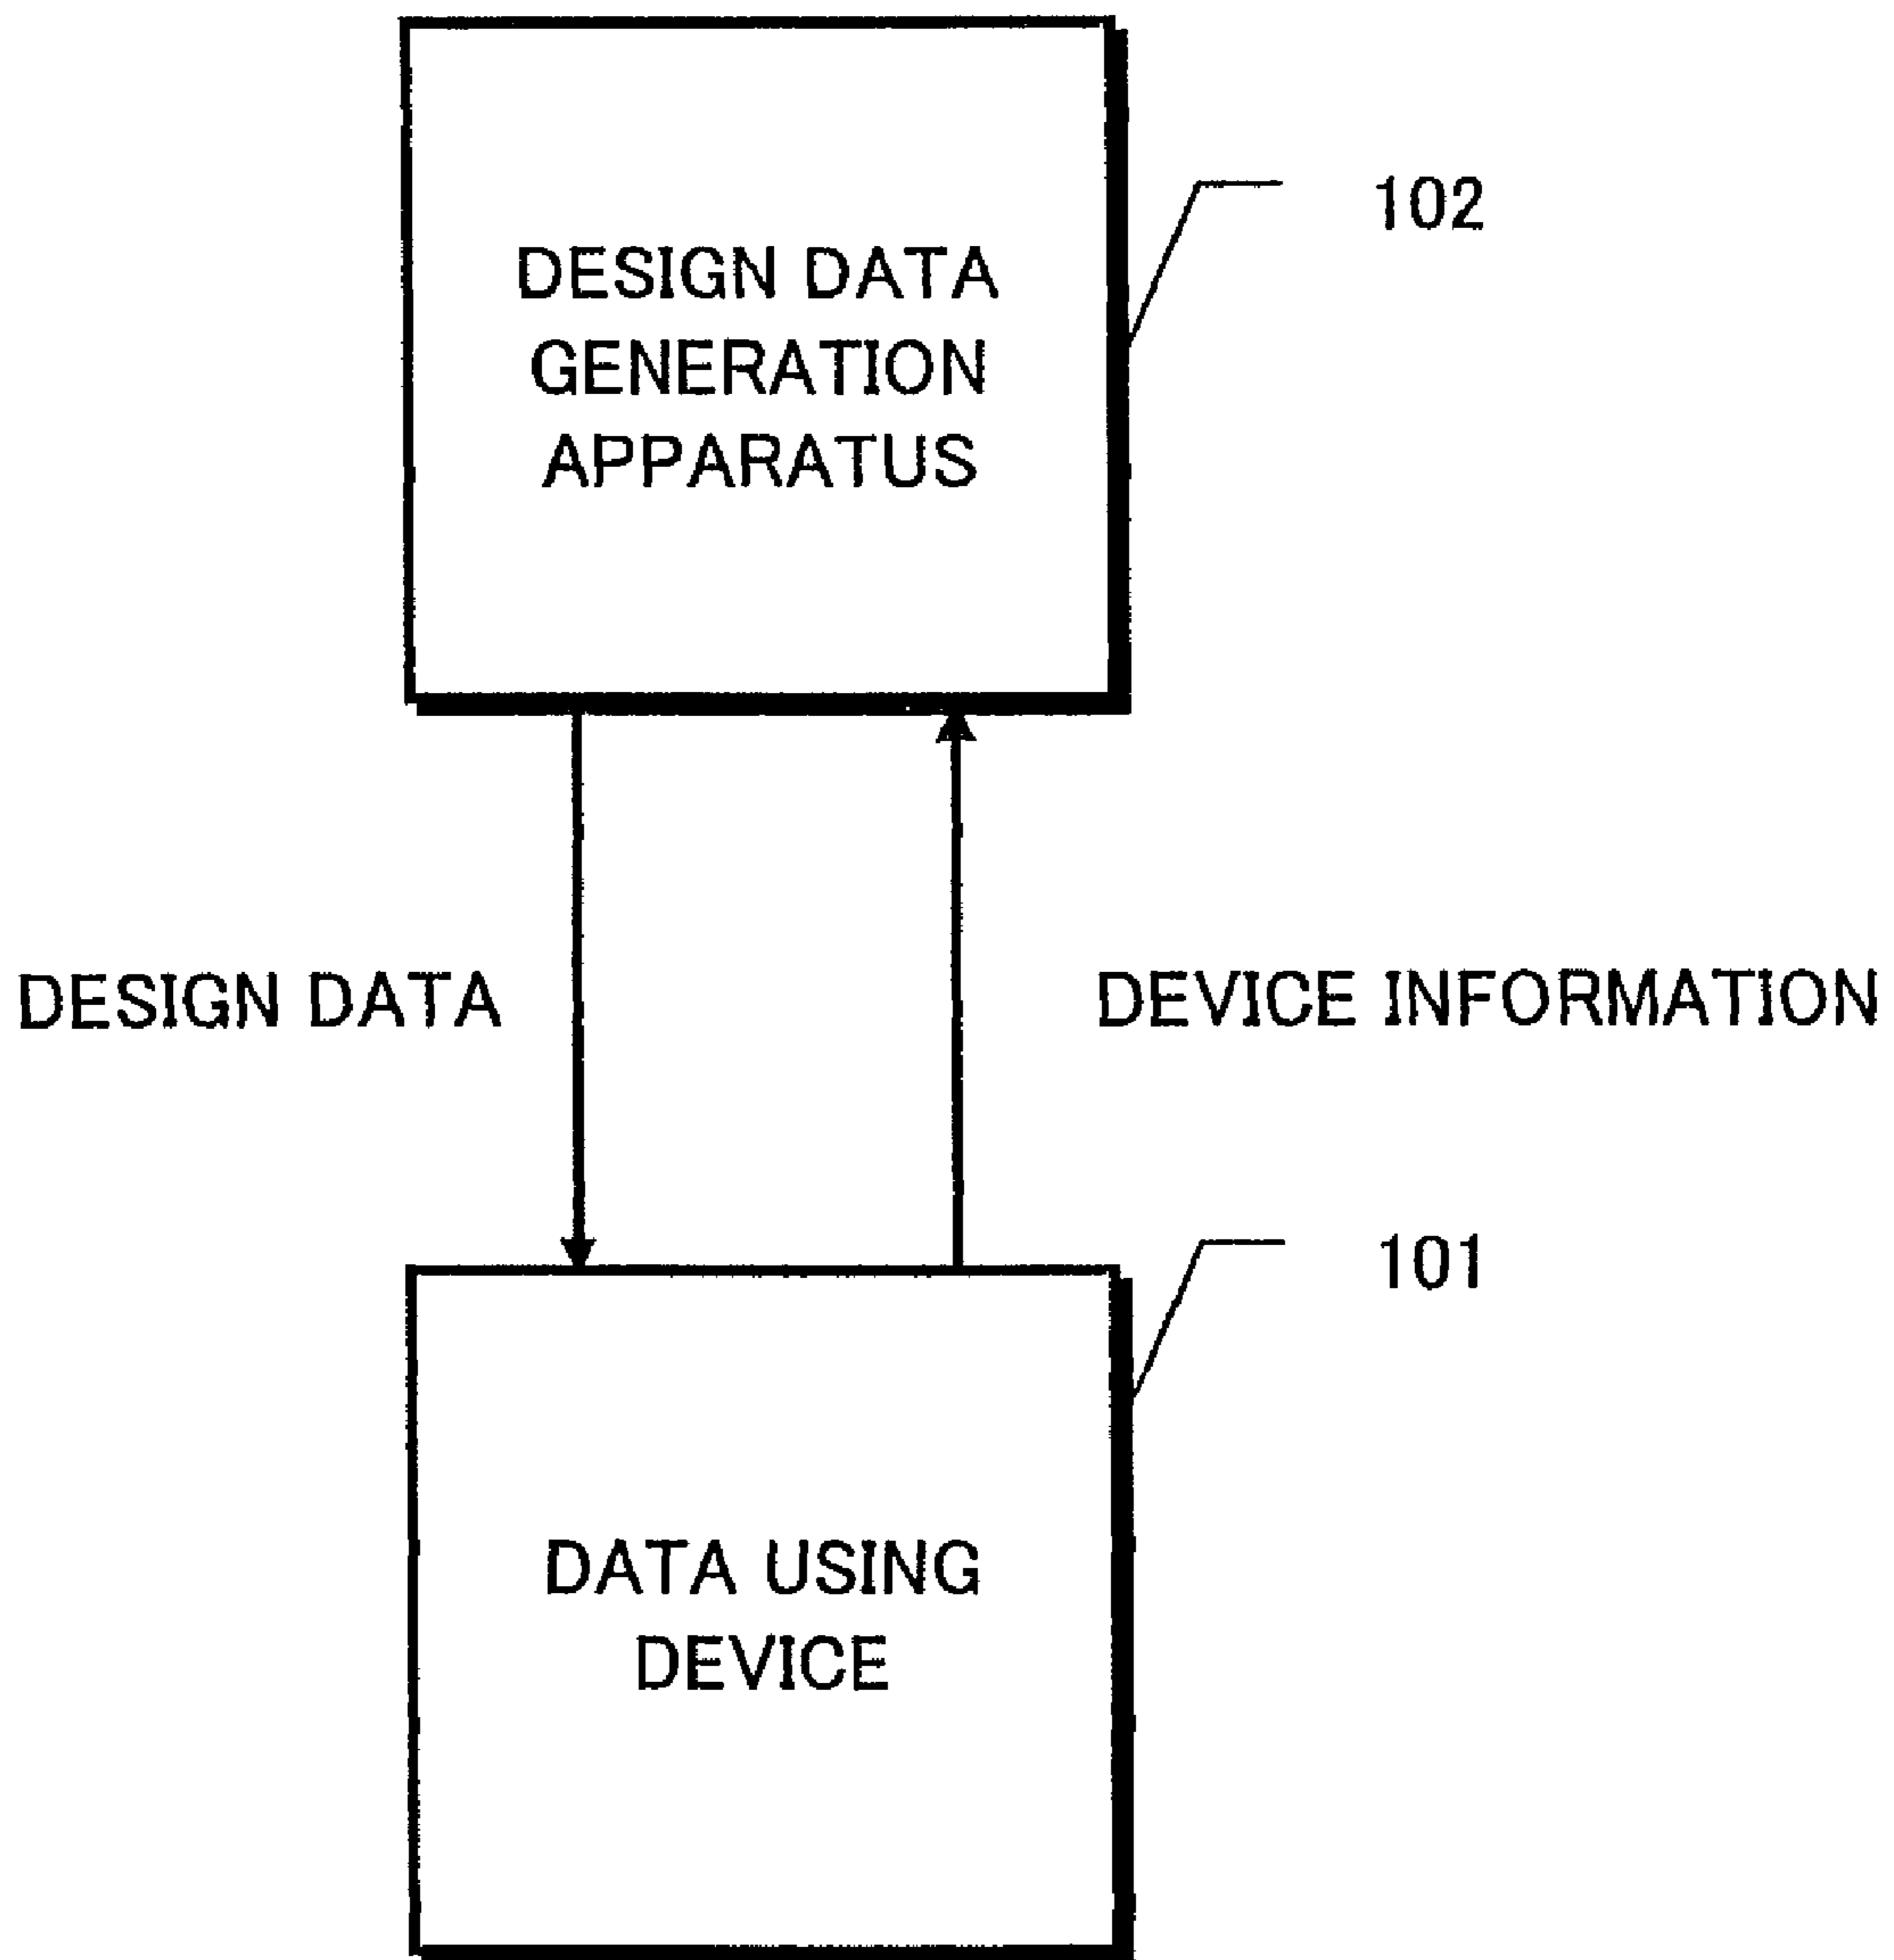 102
DESIGN DATA
GENERATION
APPARATUS
DESIGN DATA
DEVICE INFORMATION
101
DATA USING
DEVICE